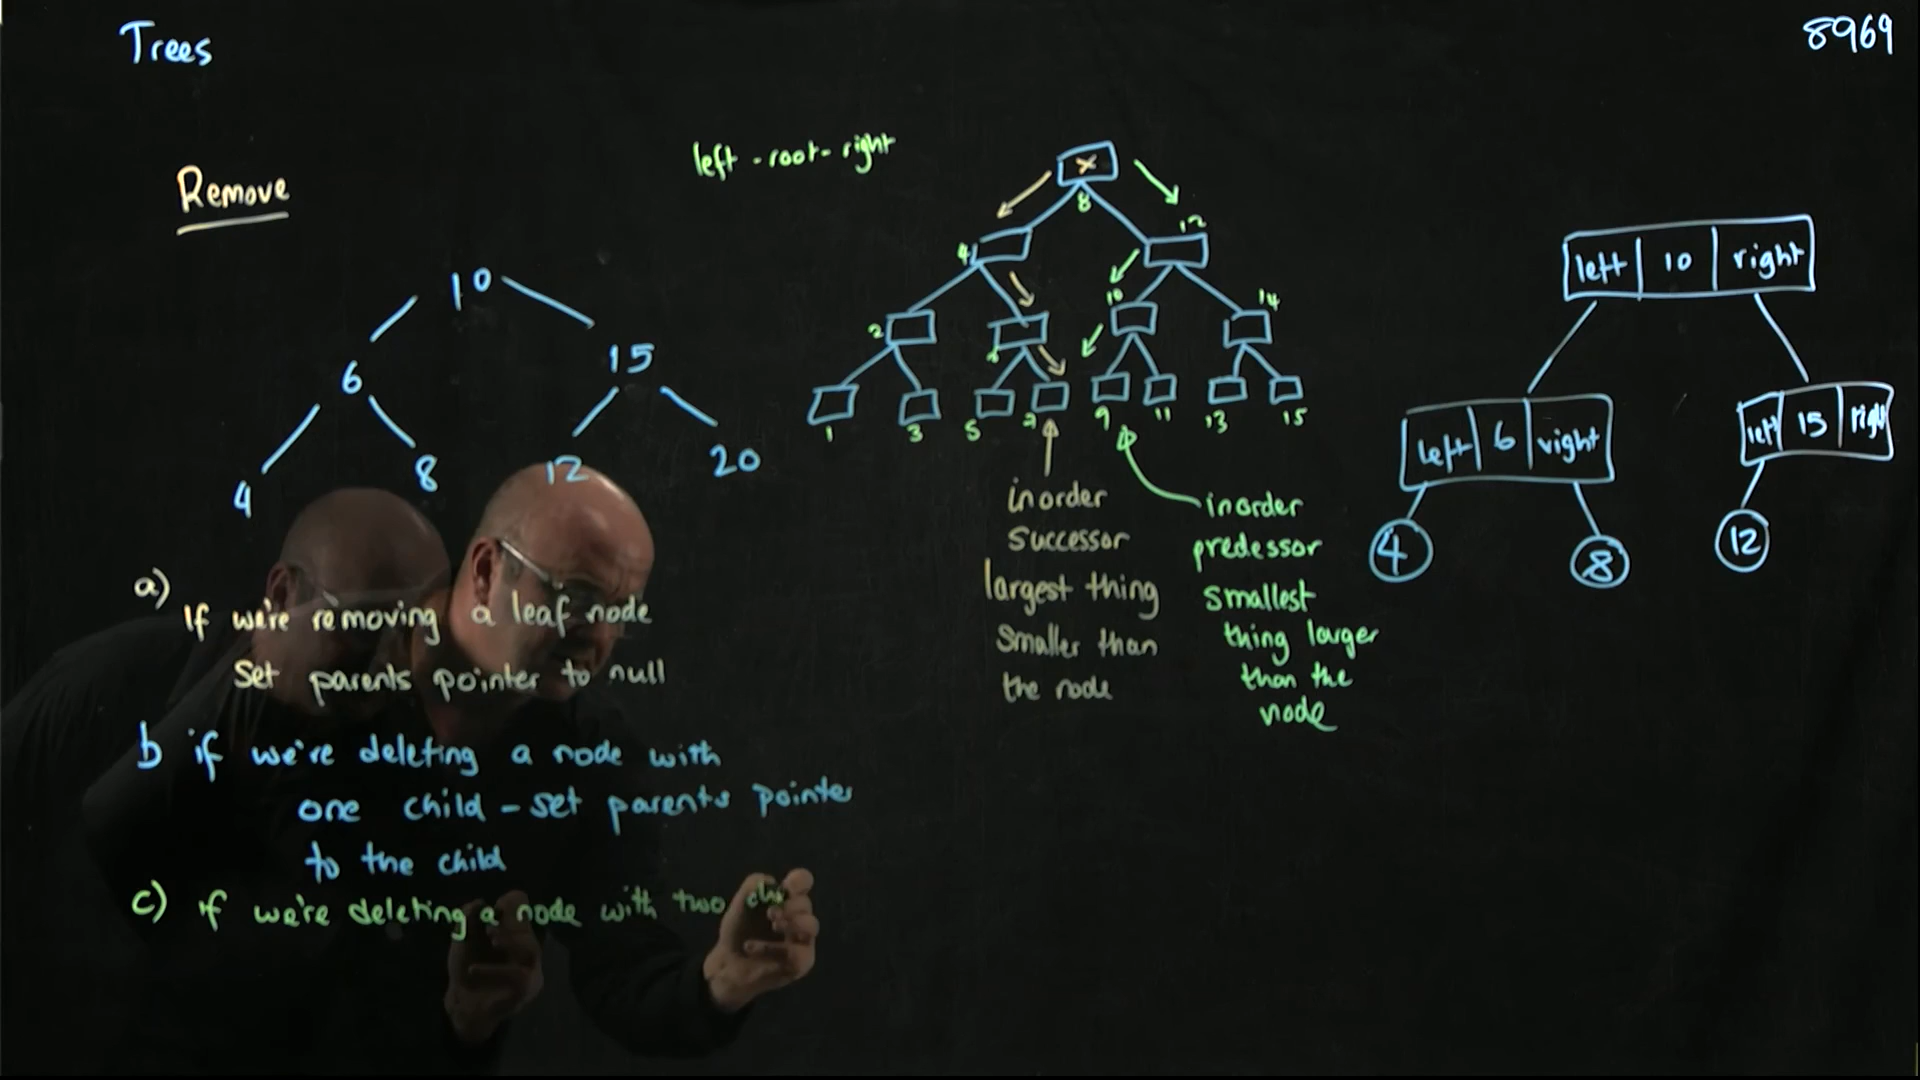 Trees
8969
Remove
left - root - right
10
6
15
4
8
12
20
x
8
4
12
2
10
14
1
3
5
9
11
13
15
inorder
successor
largest thing
smaller than
the node
inorder
predessor
smallest
thing larger
than the
node
left 10 right
left 6 right
left 15 right
4
8
12
a)
If we're removing a leaf node
set parents pointer to null
b if we're deleting a node with
one child - set parents pointer
to the child
c) if we're deleting a node with two chi